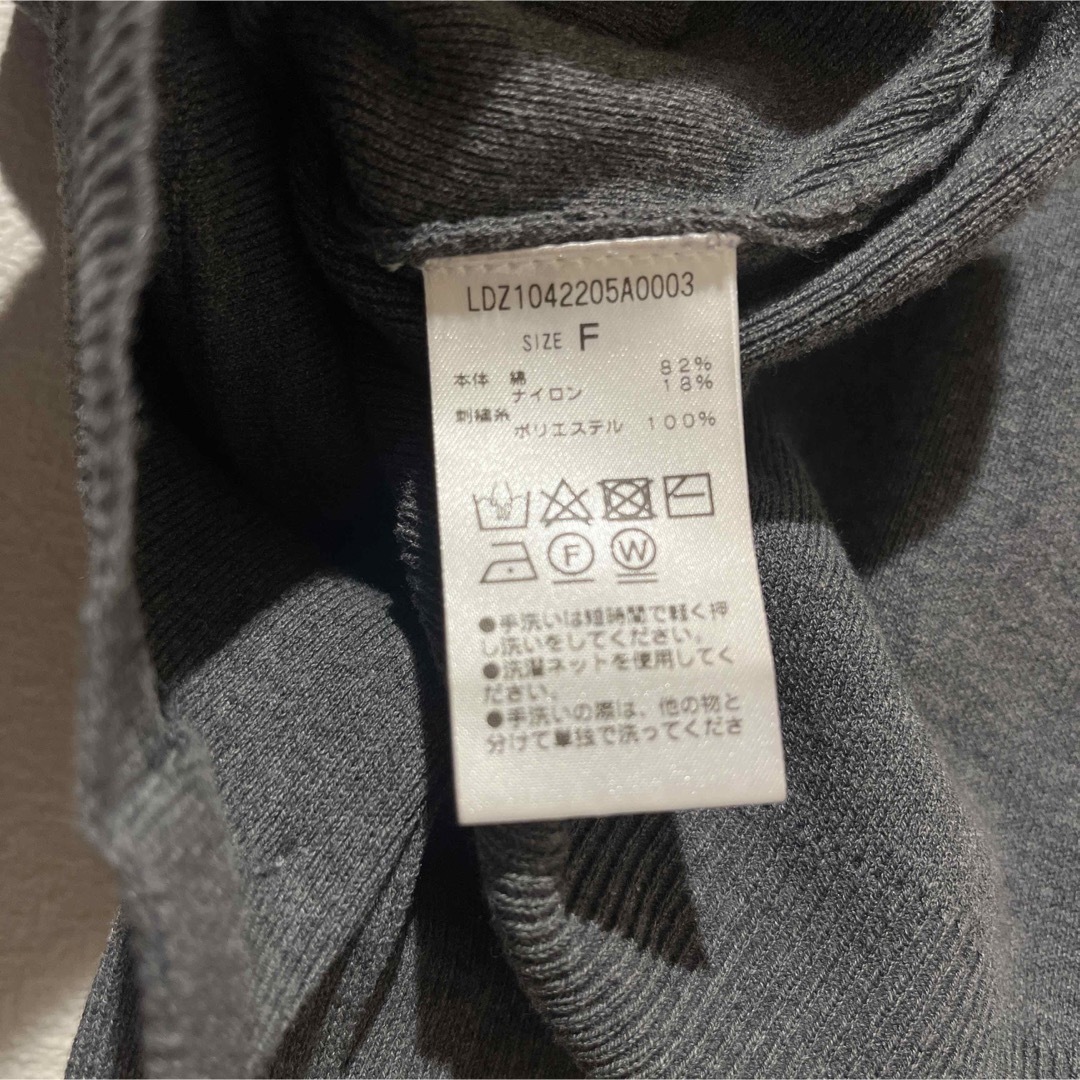 LDZ1042205A0003
SIZE F
本体 綿 82%
ナイロン 18%
刺繍糸 ポリエステル 100%
F W
●手洗いは短時間で軽く押
し洗いをしてください。
●洗濯ネットを使用してく
ださい。
●手洗いの際は、他の物と
分けて単独で洗ってくださ